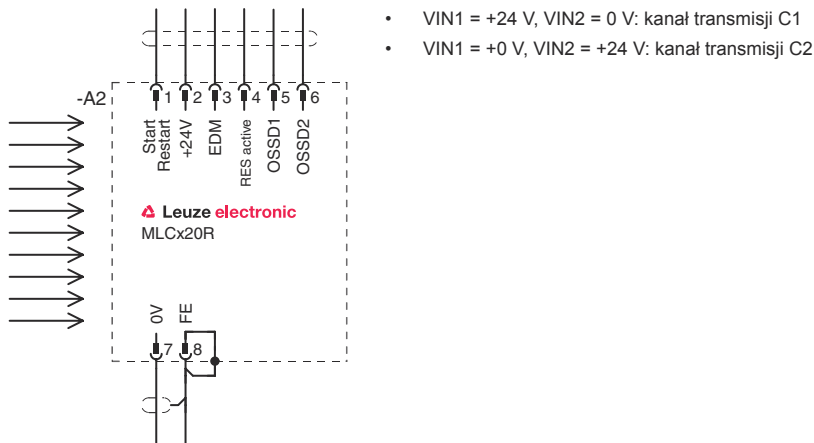 • VIN1 = +24 V, VIN2 = 0 V: kanał transmisji C1
• VIN1 = +0 V, VIN2 = +24 V: kanał transmisji C2
-A2
1 2 3 4 5 6
Start
Restart
+24V
EDM
RES active
OSSD1
OSSD2
Leuze electronic
MLCx20R
0V
FE
7 8